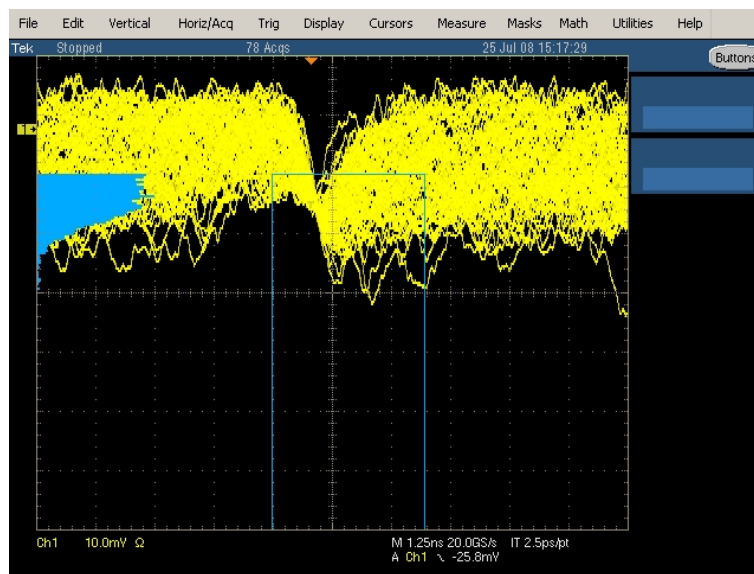 File Edit Vertical Horiz/Acq Trig Display Cursors Measure Masks Math Utilities Help
Tek Stopped 78 Acqs 25 Jul 08 15:17:29
Buttons
1
Ch1 10.0mV Ω M 1.25ns 20.0GS/s IT 2.5ps/pt
A Ch1 ∖ -25.8mV